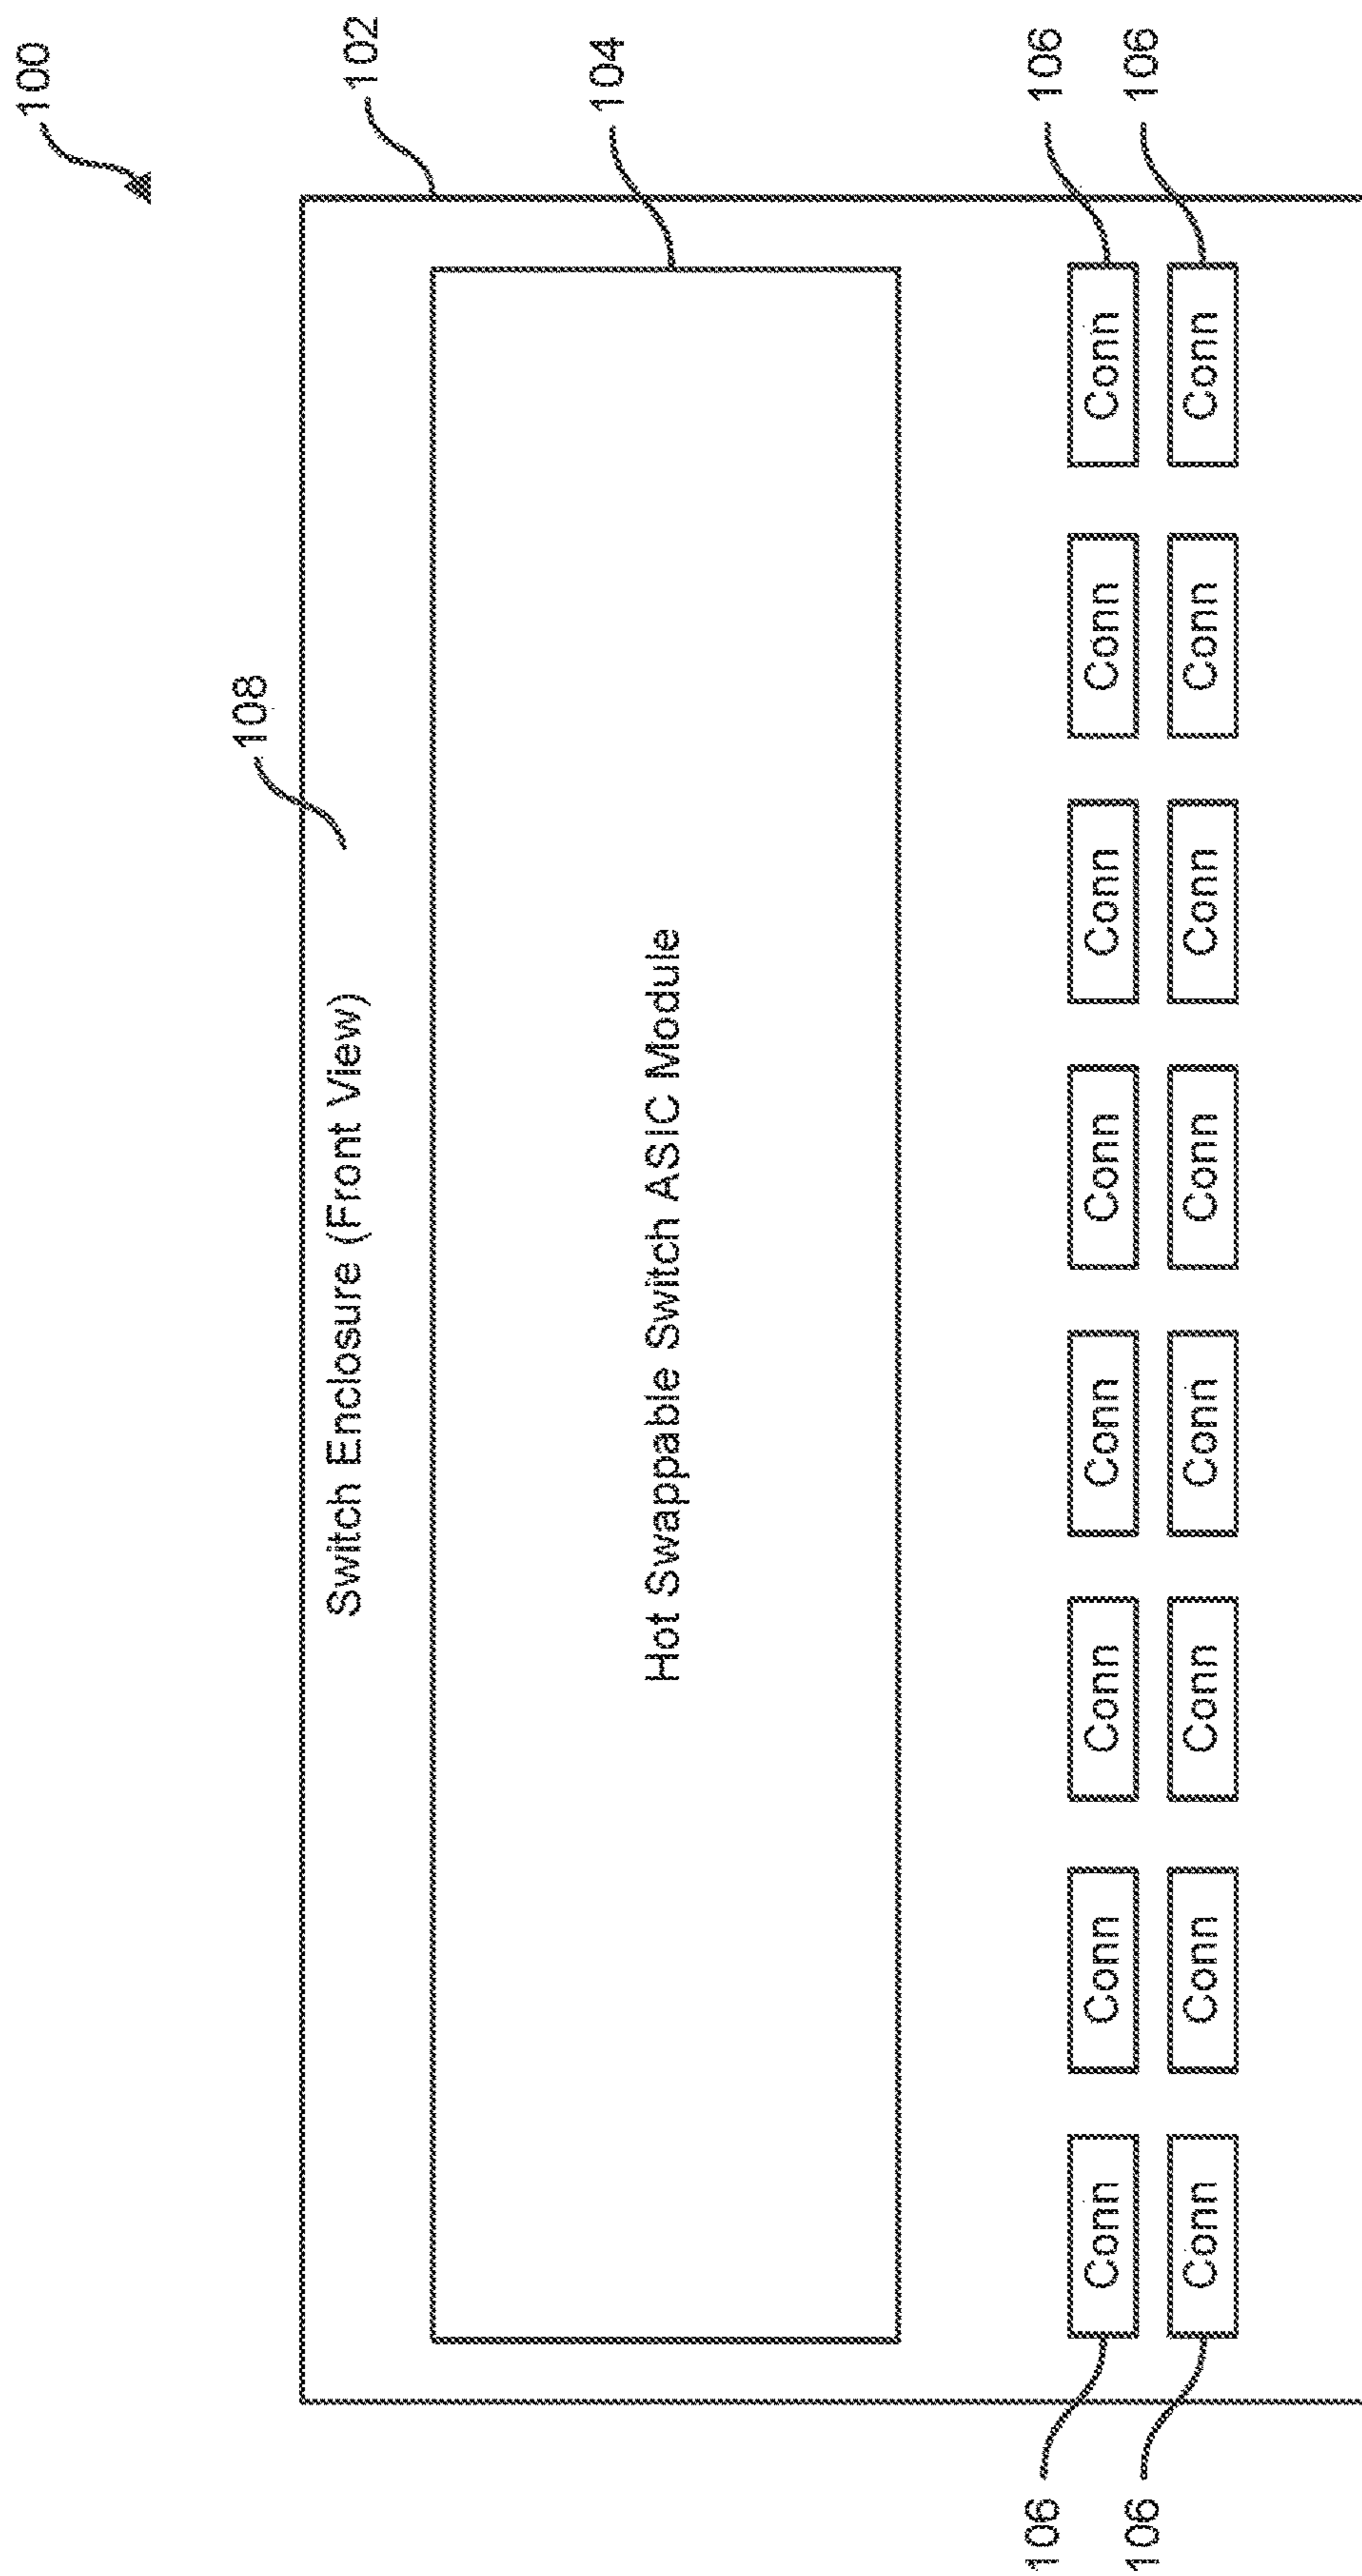 100
108
102
Switch Enclosure (Front View)
104
Hot Swappable Switch ASIC Module
106 Conn Conn Conn Conn Conn Conn Conn Conn 106
106 Conn Conn Conn Conn Conn Conn Conn Conn 106